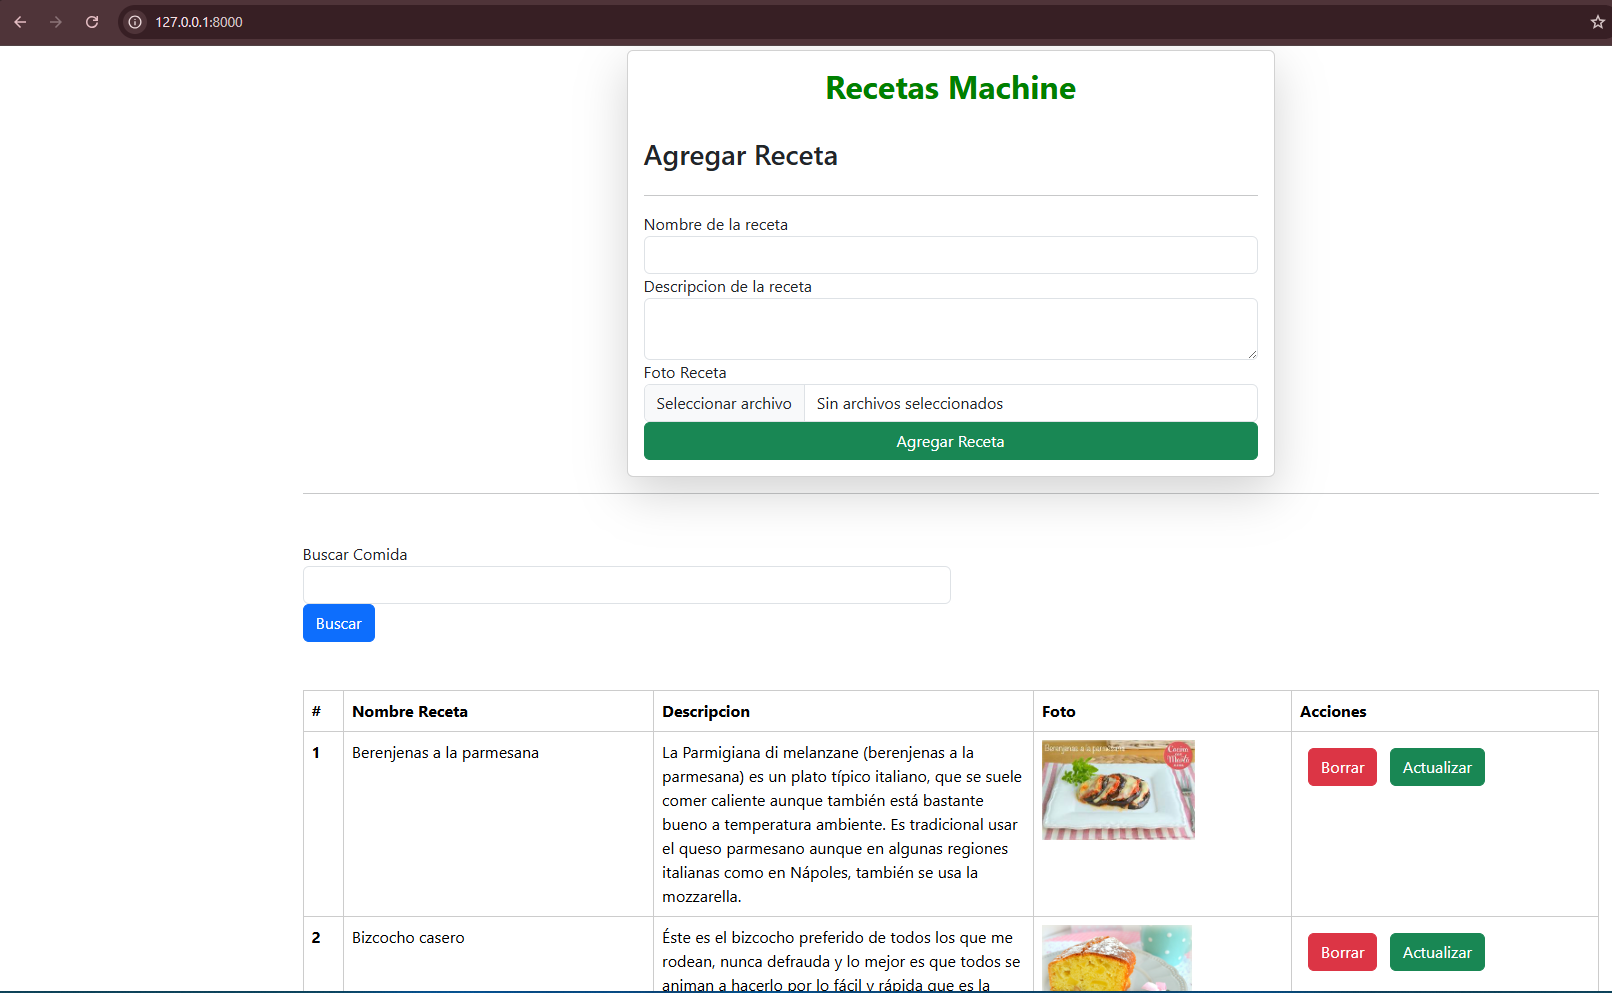 127.0.0.1:8000
Recetas Machine
Agregar Receta
Nombre de la receta
Descripcion de la receta
Foto Receta
Seleccionar archivo Sin archivos seleccionados
Agregar Receta
Buscar Comida
Buscar
# Nombre Receta Descripcion Foto Acciones
1 Berenjenas a la parmesana
La Parmigiana di melanzane (berenjenas a la
parmesana) es un plato típico italiano, que se suele
comer caliente aunque también está bastante
bueno a temperatura ambiente. Es tradicional usar
el queso parmesano aunque en algunas regiones
italianas como en Nápoles, también se usa la
mozzarella.
Berenjenas a la parmesana
Cocina
Borrar Actualizar
2 Bizcocho casero
Éste es el bizcocho preferido de todos los que me
rodean, nunca defrauda y lo mejor es que todos se
animan a hacerlo por lo fácil y rápida que es la
Borrar Actualizar